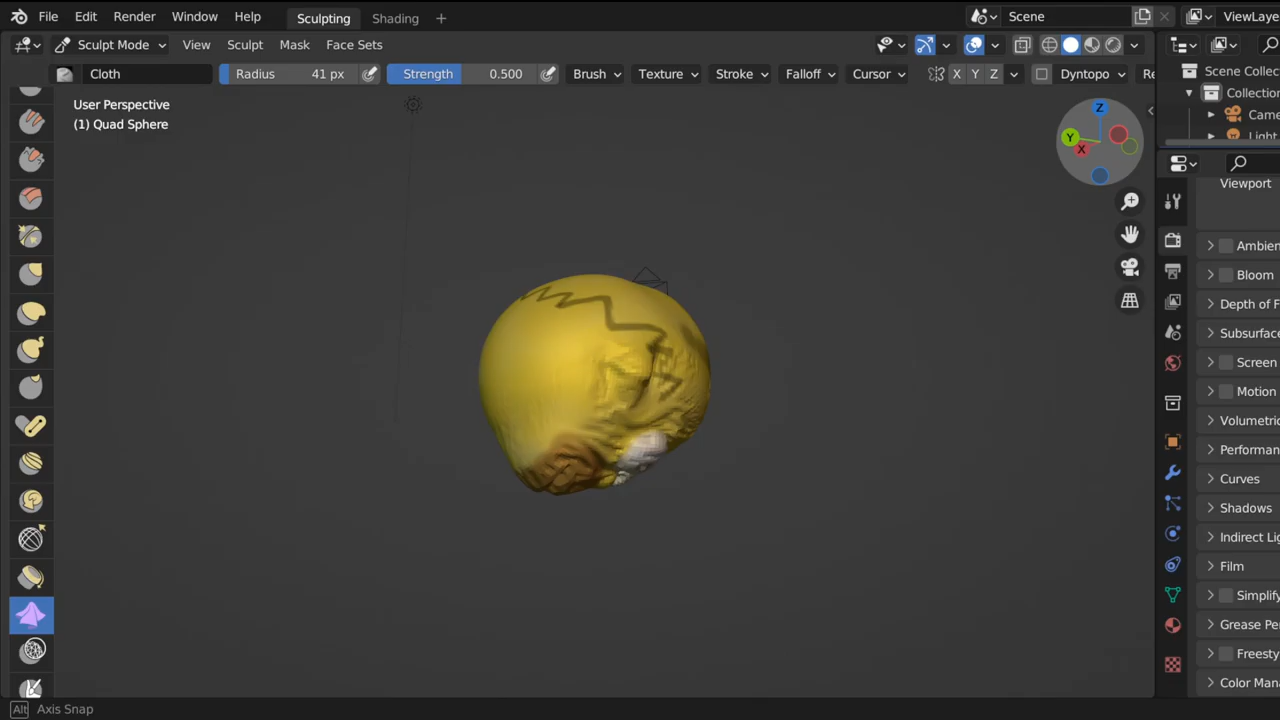 File Edit Render Window Help Sculpting Shading + Scene ViewLaye
Sculpt Mode View Sculpt Mask Face Sets
Cloth Radius 41 px Strength 0.500 Brush Texture Stroke Falloff Cursor X Y Z Dyntopo Re
Scene Collec
Collection
Came
Light
User Perspective
(1) Quad Sphere
Z
Y
X
Viewport
Ambien
Bloom
Depth of F
Subsurface
Screen
Motion
Volumetric
Performan
Curves
Shadows
Indirect Lig
Film
Simplify
Grease Pen
Freesty
Color Mana
Alt Axis Snap